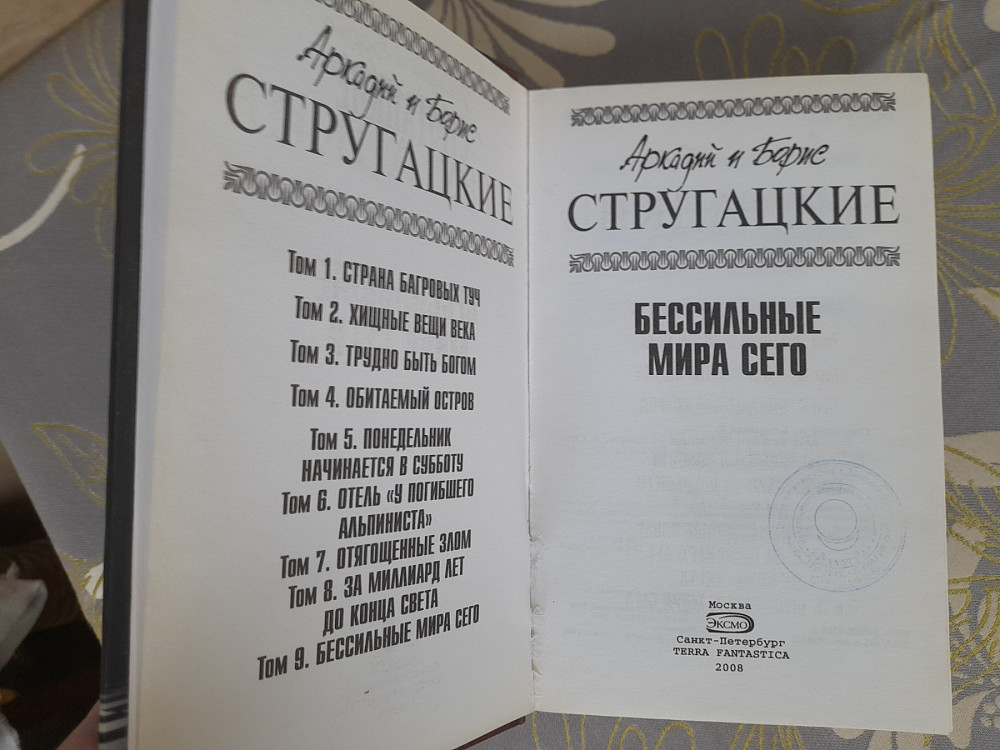 Аркадий и Борис
СТРУГАЦКИЕ
Том 1. СТРАНА БАГРОВЫХ ТУЧ
Том 2. ХИЩНЫЕ ВЕЩИ ВЕКА
Том 3. ТРУДНО БЫТЬ БОГОМ
Том 4. ОБИТАЕМЫЙ ОСТРОВ
Том 5. ПОНЕДЕЛЬНИК
НАЧИНАЕТСЯ В СУББОТУ
Том 6. ОТЕЛЬ «У ПОГИБШЕГО
АЛЬПИНИСТА»
Том 7. ОТЯГОЩЕННЫЕ ЗЛОМ
Том 8. ЗА МИЛЛИАРД ЛЕТ
ДО КОНЦА СВЕТА
Том 9. БЕССИЛЬНЫЕ МИРА СЕГО
Аркадий и Борис
СТРУГАЦКИЕ
БЕССИЛЬНЫЕ
МИРА СЕГО
Москва
ЭКСМО
Санкт-Петербург
TERRA FANTASTICA
2008